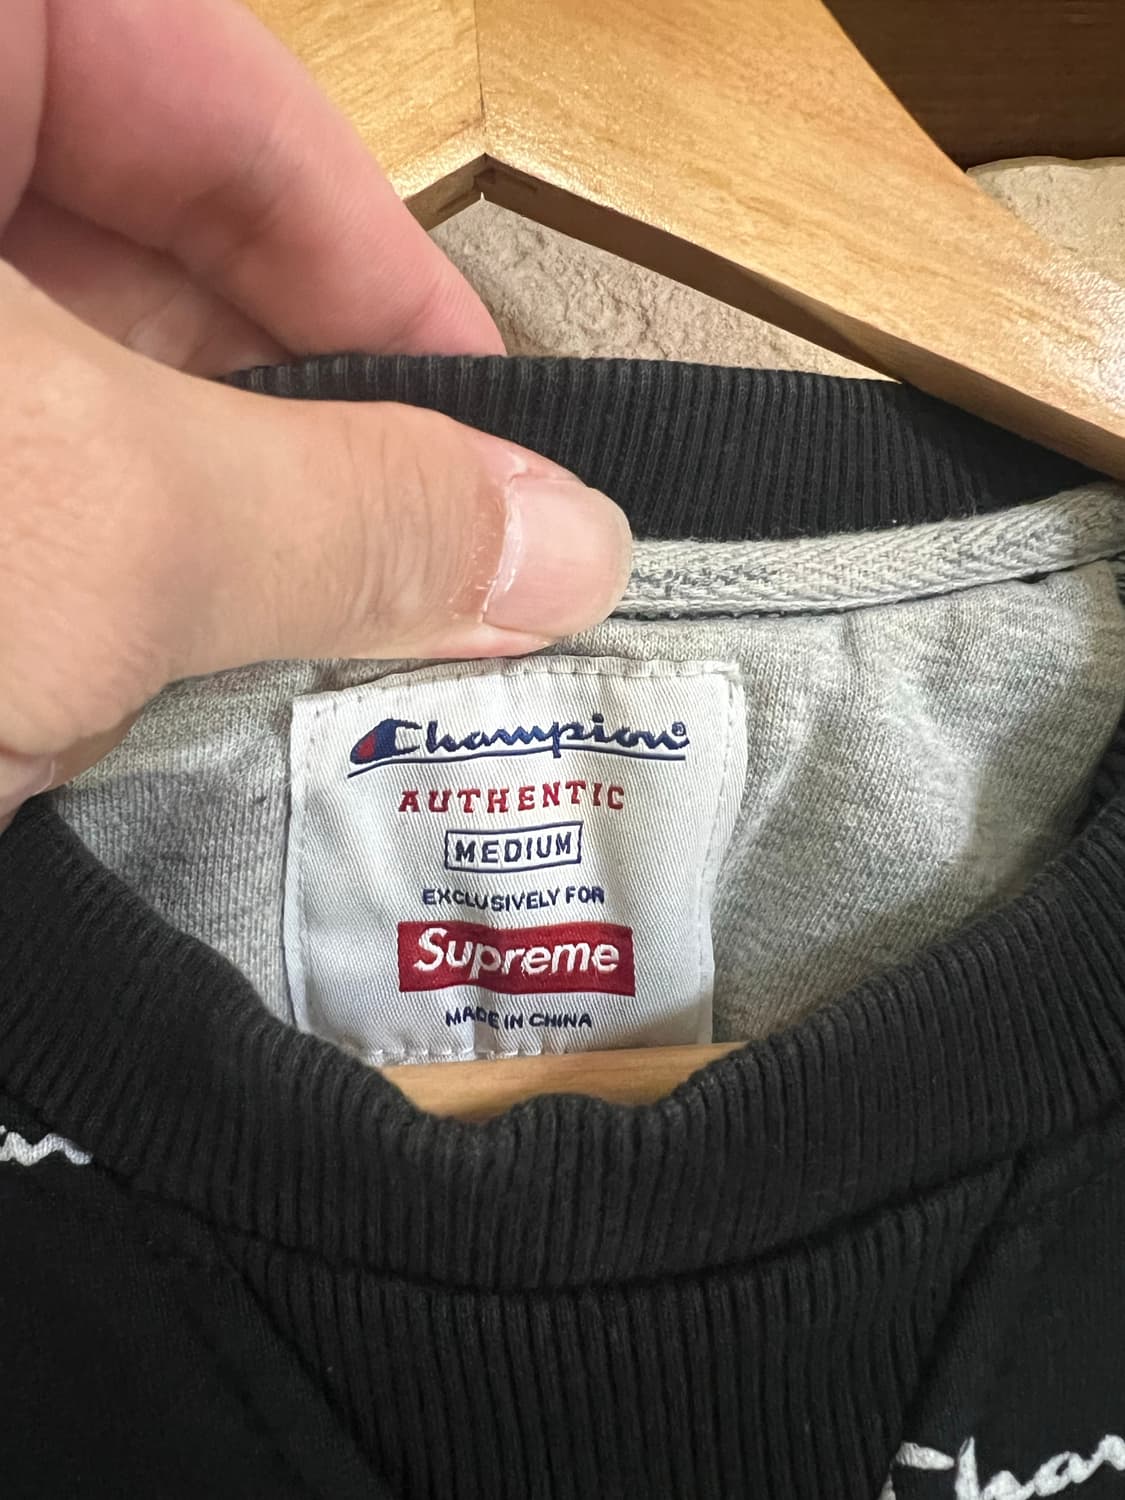 Champion®
AUTHENTIC
MEDIUM
EXCLUSIVELY FOR
Supreme
MADE IN CHINA